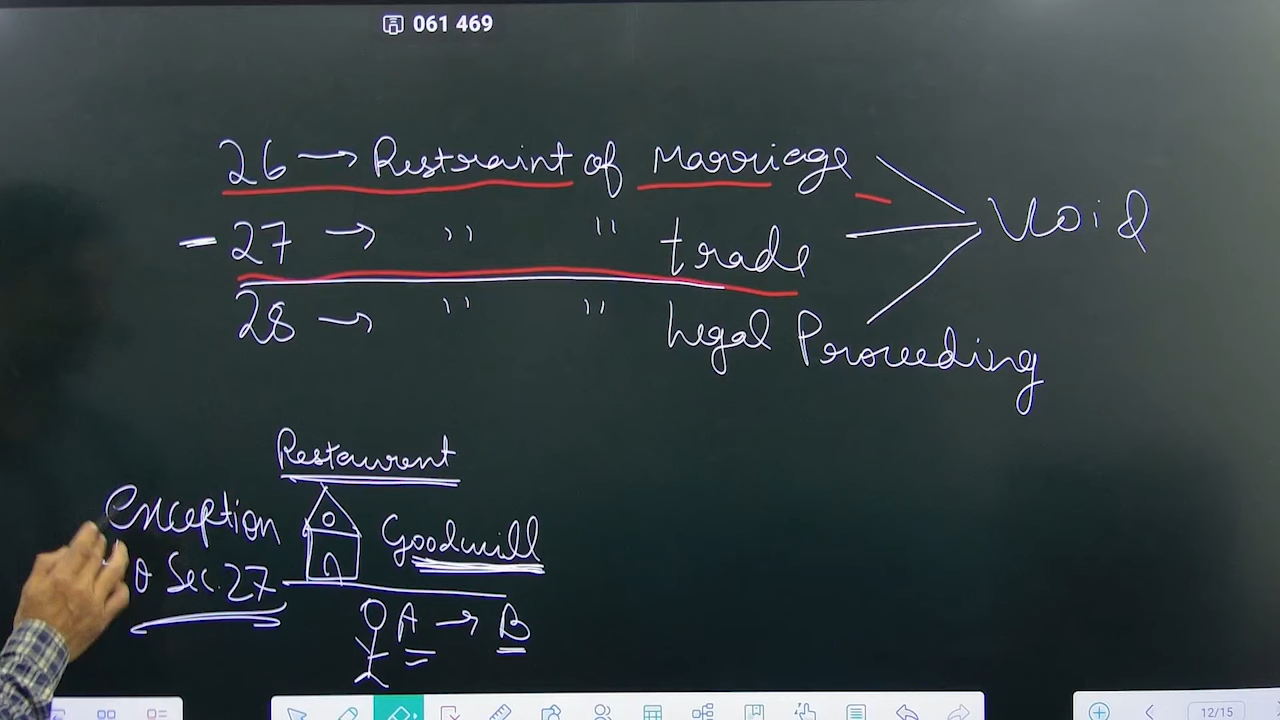 061 469
26 → Restraint of Marriage
27 → " " trade
Void
28 → " " Legal Proceeding
Restaurent
Exception
Sec. 27
Goodwill
A → B
12/15